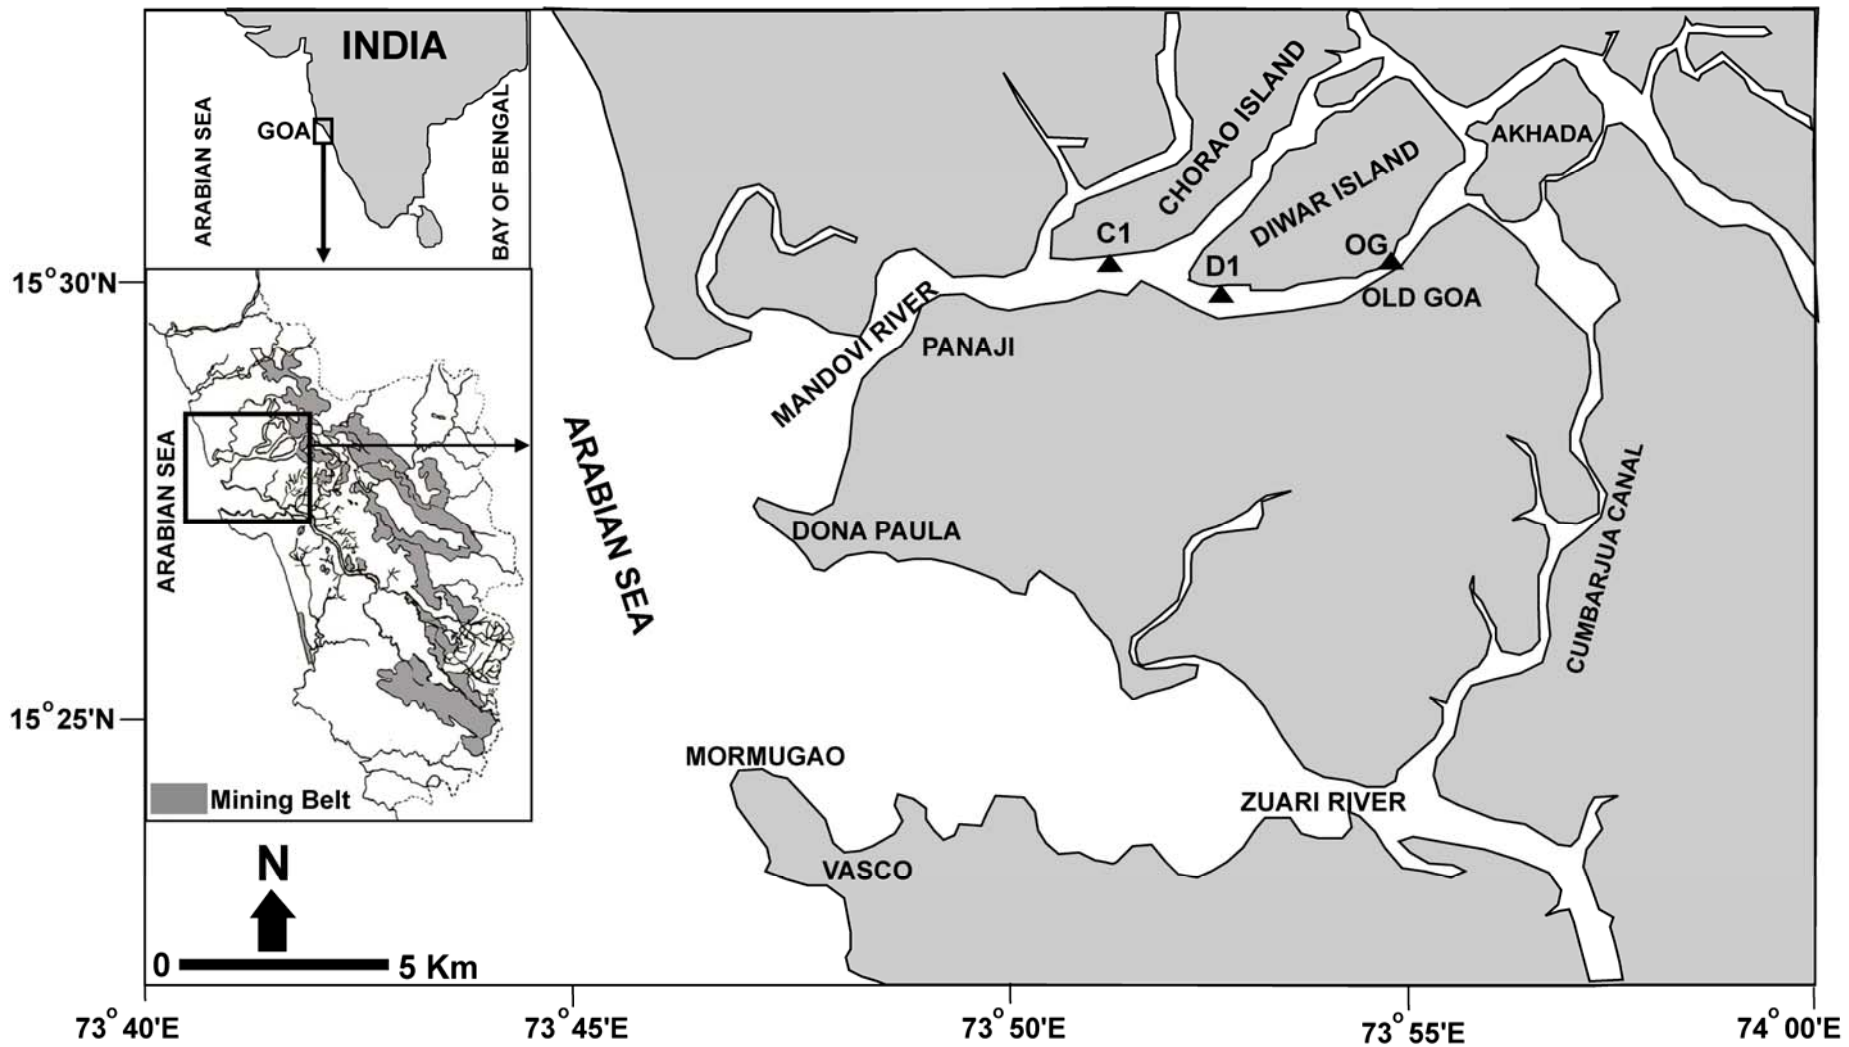 INDIA
ARABIAN SEA
GOA
BAY OF BENGAL
ARABIAN SEA
Mining Belt
N
0 5 Km
15°30'N
15°25'N
73°40'E
73°45'E
73°50'E
73°55'E
74°00'E
CHORAO ISLAND
AKHADA
DIWAR ISLAND
C1
OG
D1
OLD GOA
MANDOVI RIVER
PANAJI
ARABIAN SEA
DONA PAULA
CUMBARJUA CANAL
MORMUGAO
ZUARI RIVER
VASCO